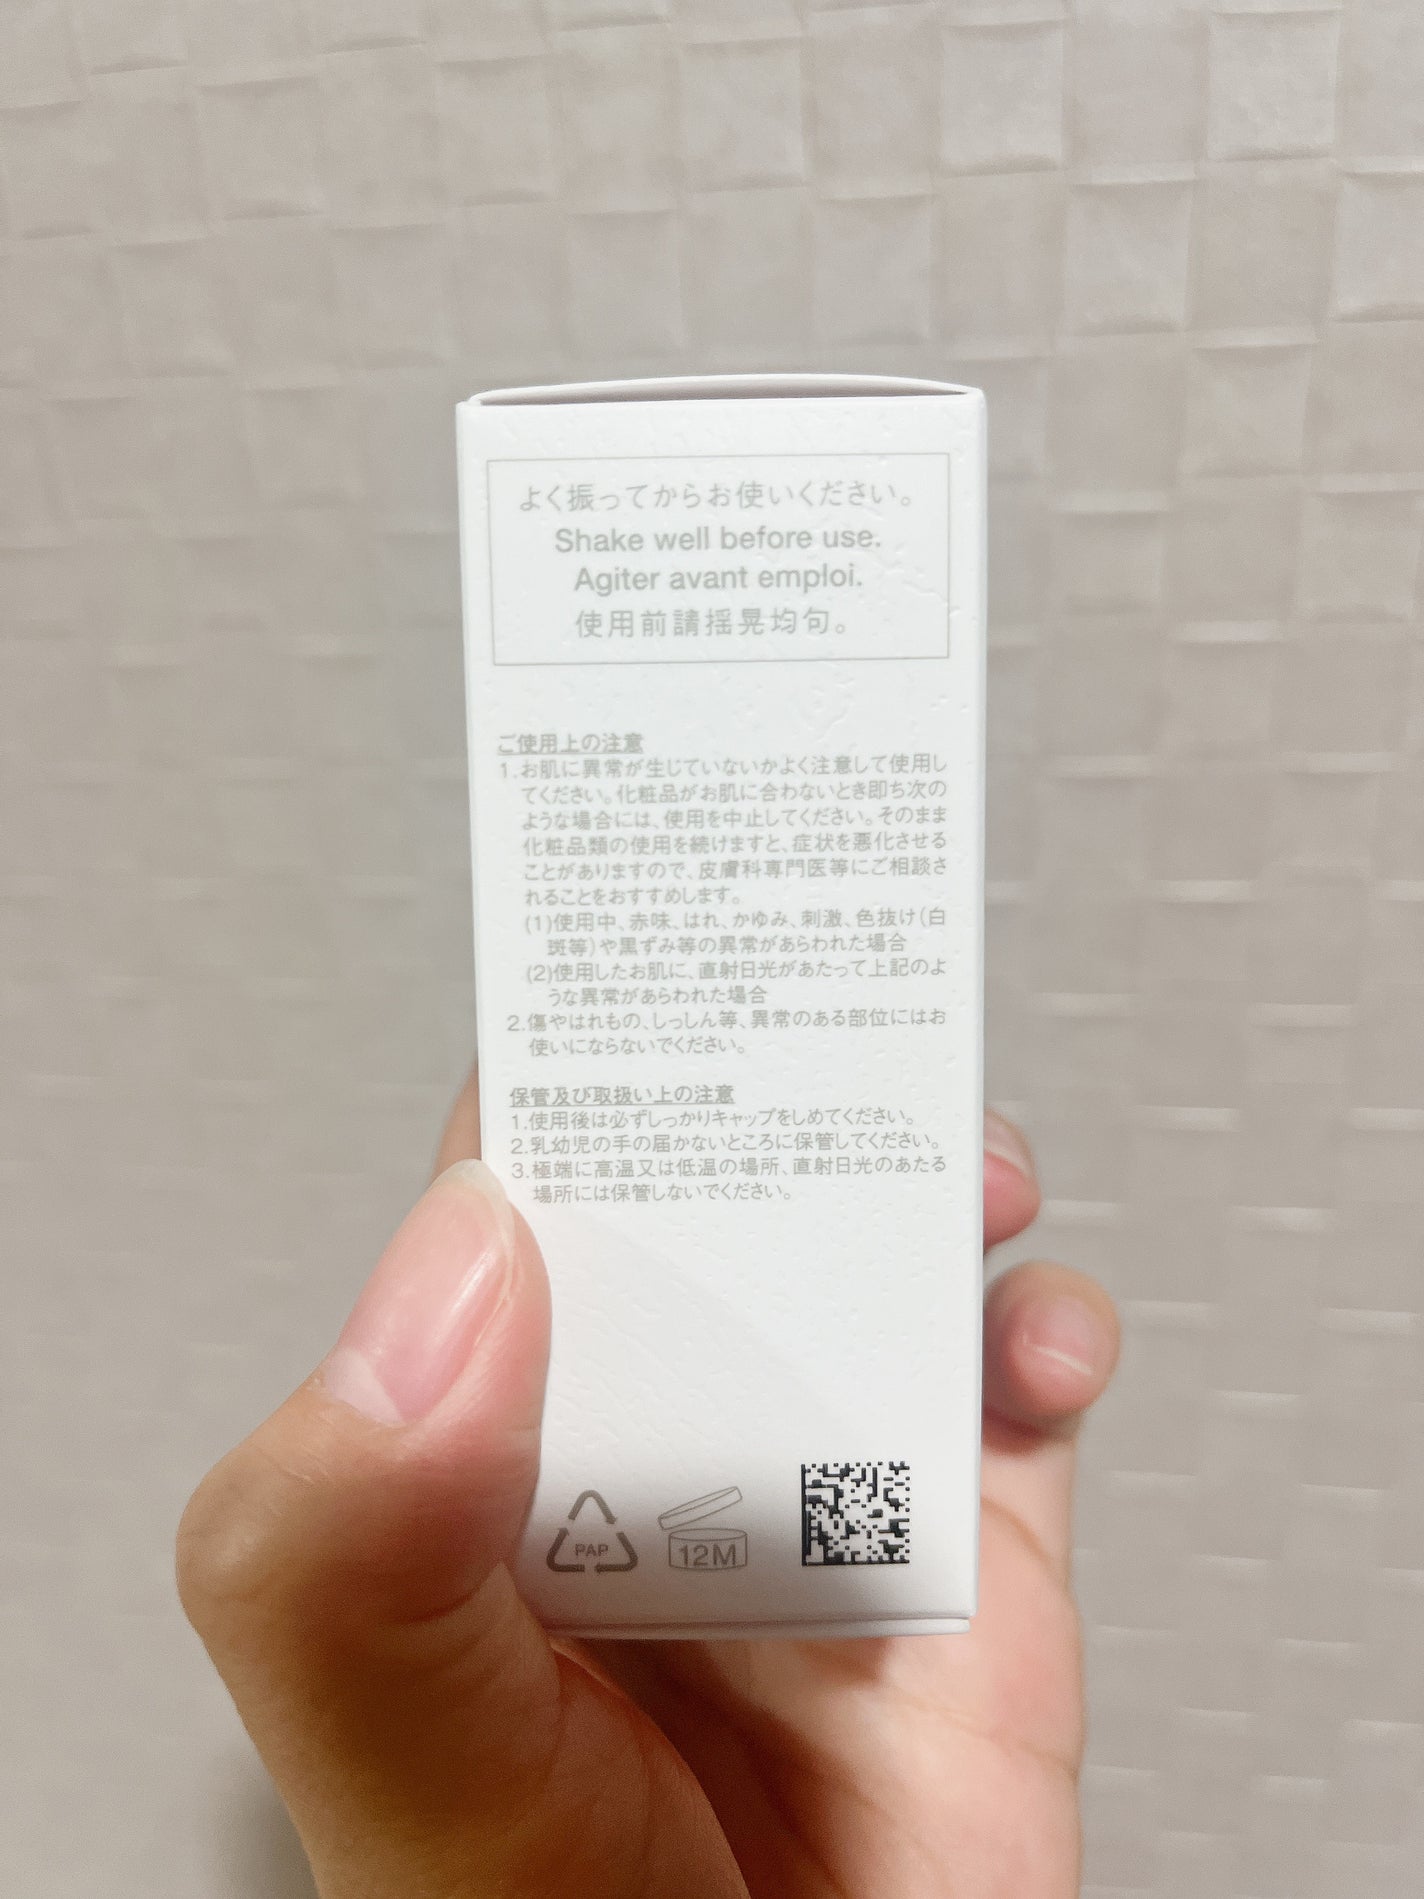 よく振ってからお使いください。
Shake well before use.
Agiter avant emploi.
使用前請揺晃均句。
ご使用上の注意
1.お肌に異常が生じていないかよく注意して使用し
てください。化粧品がお肌に合わないとき即ち次の
ような場合には、使用を中止してください。そのまま
化粧品類の使用を続けますと、症状を悪化させる
ことがありますので、皮膚科専門医等にご相談さ
れることをおすすめします。
(1)使用中、赤味、はれ、かゆみ、刺激、色抜け(白
斑等)や黒ずみ等の異常があらわれた場合
(2)使用したお肌に、直射日光があたって上記のよ
うな異常があらわれた場合
2.傷やはれもの、しっしん等、異常のある部位にはお
使いにならないでください。
保管及び取扱い上の注意
1.使用後は必ずしっかりキャップをしめてください。
2.乳幼児の手の届かないところに保管してください。
3.極端に高温又は低温の場所、直射日光のあたる
場所には保管しないでください。
PAP
12M